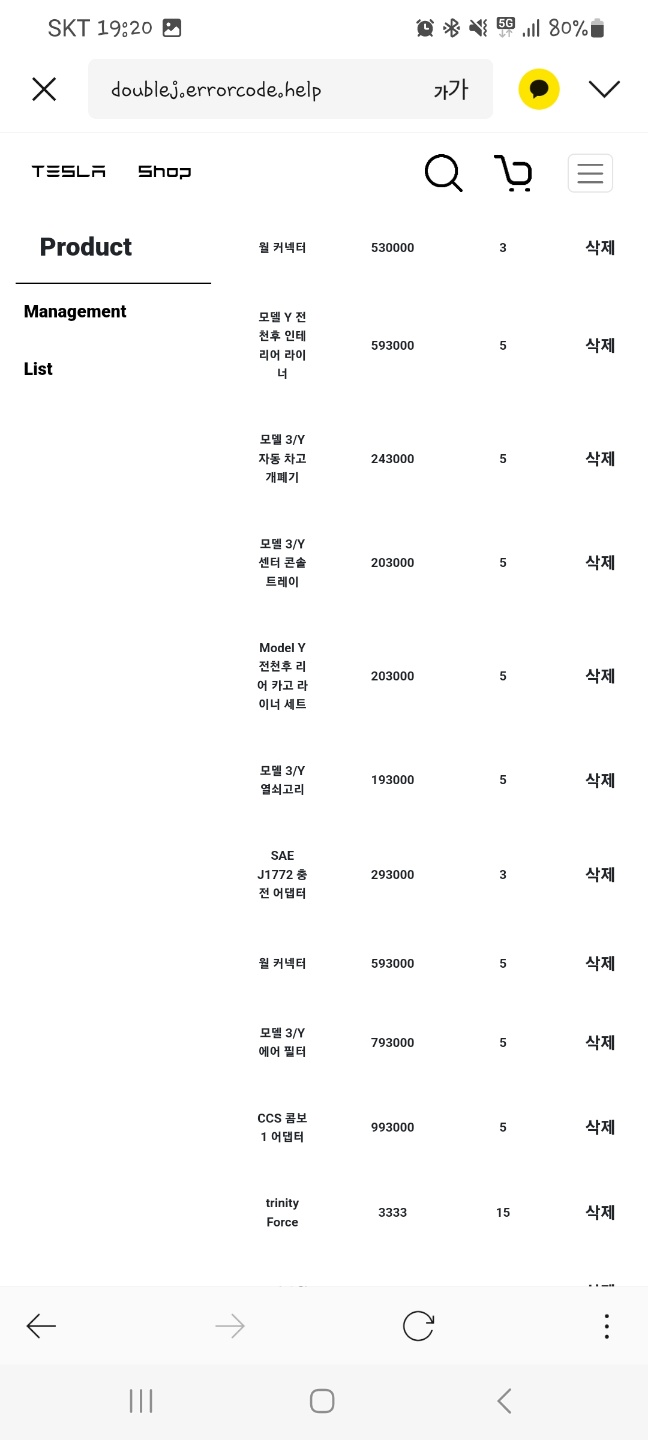 SKT 19:20 5G 80%
doublej.errorcode.help 가가
TESLA Shop
Product
Management
List
월 커넥터 530000 3 삭제
모델 Y 전
천후 인테
리어 라이
너
593000 5 삭제
모델 3/Y
자동 차고
개폐기
243000 5 삭제
모델 3/Y
센터 콘솔
트레이
203000 5 삭제
Model Y
전천후 리
어 카고 라
이너 세트
203000 5 삭제
모델 3/Y
열쇠고리
193000 5 삭제
SAE
J1772 충
전 어댑터
293000 3 삭제
월 커넥터 593000 5 삭제
모델 3/Y
에어 필터
793000 5 삭제
CCS 콤보
1 어댑터
993000 5 삭제
trinity
Force
3333 15 삭제